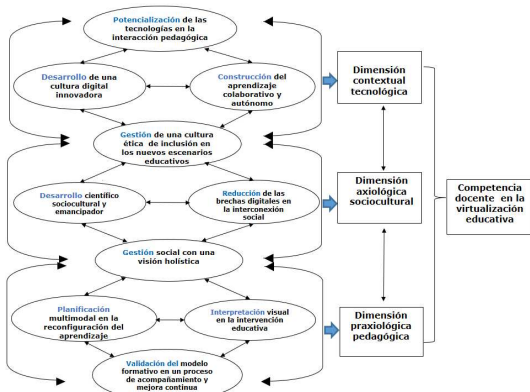 Potencialización de las
tecnologías en la
interacción pedagógica
Desarrollo de una
cultura digital
innovadora
Construcción del
aprendizaje
colaborativo y
autónomo
Gestión de una cultura
ética de inclusión en
los nuevos escenarios
educativos
Desarrollo científico
sociocultural y
emancipador
Reducción de las
brechas digitales en
la interconexión
social
Gestión social con una
visión holística
Planificación
multimodal en la
reconfiguración del
aprendizaje
Interpretación visual
en la intervención
educativa
Validación del modelo
formativo en un proceso
de acompañamiento y
mejora continua
Dimensión
contextual
tecnológica
Dimensión
axiológica
sociocultural
Dimensión
praxiológica
pedagógica
Competencia
docente en la
virtualización
educativa